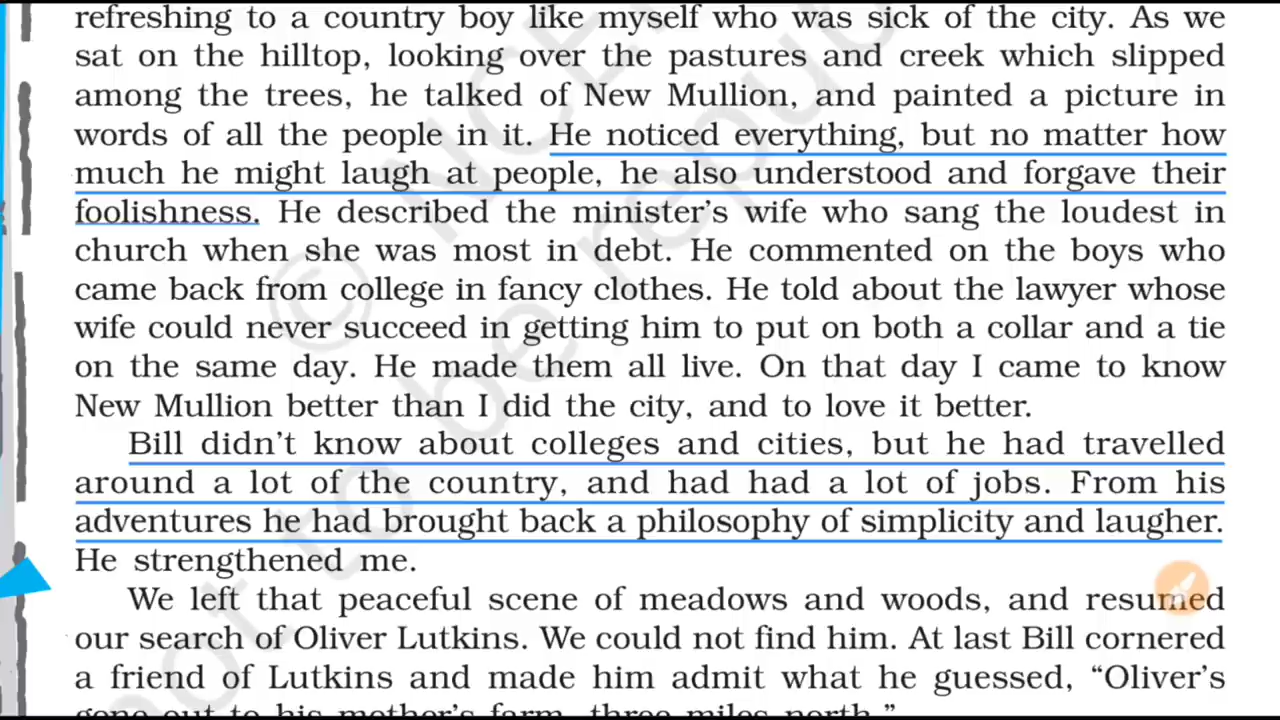 refreshing to a country boy like myself who was sick of the city. As we
sat on the hilltop, looking over the pastures and creek which slipped
among the trees, he talked of New Mullion, and painted a picture in
words of all the people in it. He noticed everything, but no matter how
much he might laugh at people, he also understood and forgave their
foolishness. He described the minister's wife who sang the loudest in
church when she was most in debt. He commented on the boys who
came back from college in fancy clothes. He told about the lawyer whose
wife could never succeed in getting him to put on both a collar and a tie
on the same day. He made them all live. On that day I came to know
New Mullion better than I did the city, and to love it better.
Bill didn't know about colleges and cities, but he had travelled
around a lot of the country, and had had a lot of jobs. From his
adventures he had brought back a philosophy of simplicity and laugher.
He strengthened me.
We left that peaceful scene of meadows and woods, and resumed
our search of Oliver Lutkins. We could not find him. At last Bill cornered
a friend of Lutkins and made him admit what he guessed, “Oliver's
gone out to his mother's farm, three miles north.”